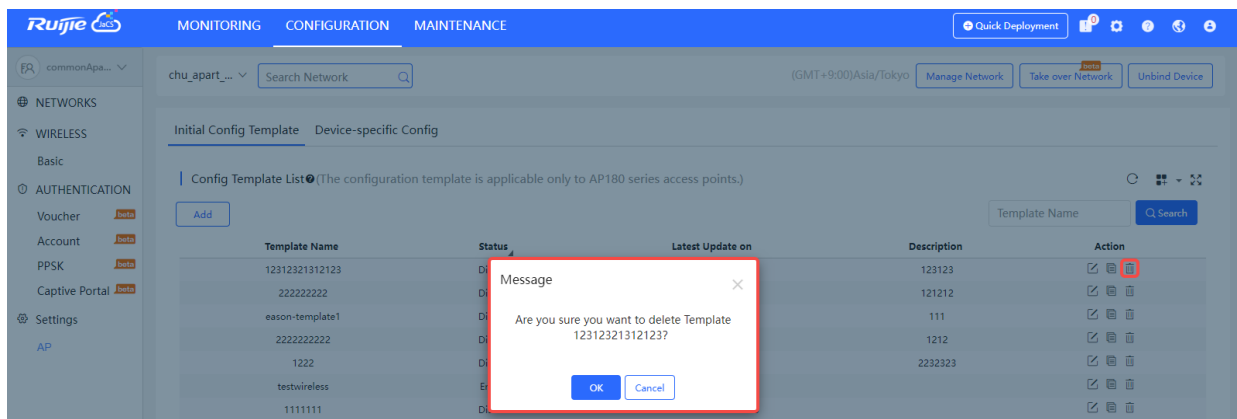 Ruijie JaCS MONITORING CONFIGURATION MAINTENANCE Quick Deployment 0
commonApa...
chu_apart_... Search Network (GMT+9:00)Asia/Tokyo Manage Network Take over Network beta Unbind Device
NETWORKS
WIRELESS
Basic
AUTHENTICATION
Voucher beta
Account beta
PPSK beta
Captive Portal beta
Settings
AP
Initial Config Template Device-specific Config
Config Template List (The configuration template is applicable only to AP180 series access points.)
Add Template Name Search
Template Name Status Latest Update on Description Action
12312321312123 Di 123123
222222222 Di 121212
eason-template1 Di 111
2222222222 Di 1212
1222 Di 2232323
testwireless Er
1111111 Di
Message
Are you sure you want to delete Template
12312321312123?
OK Cancel